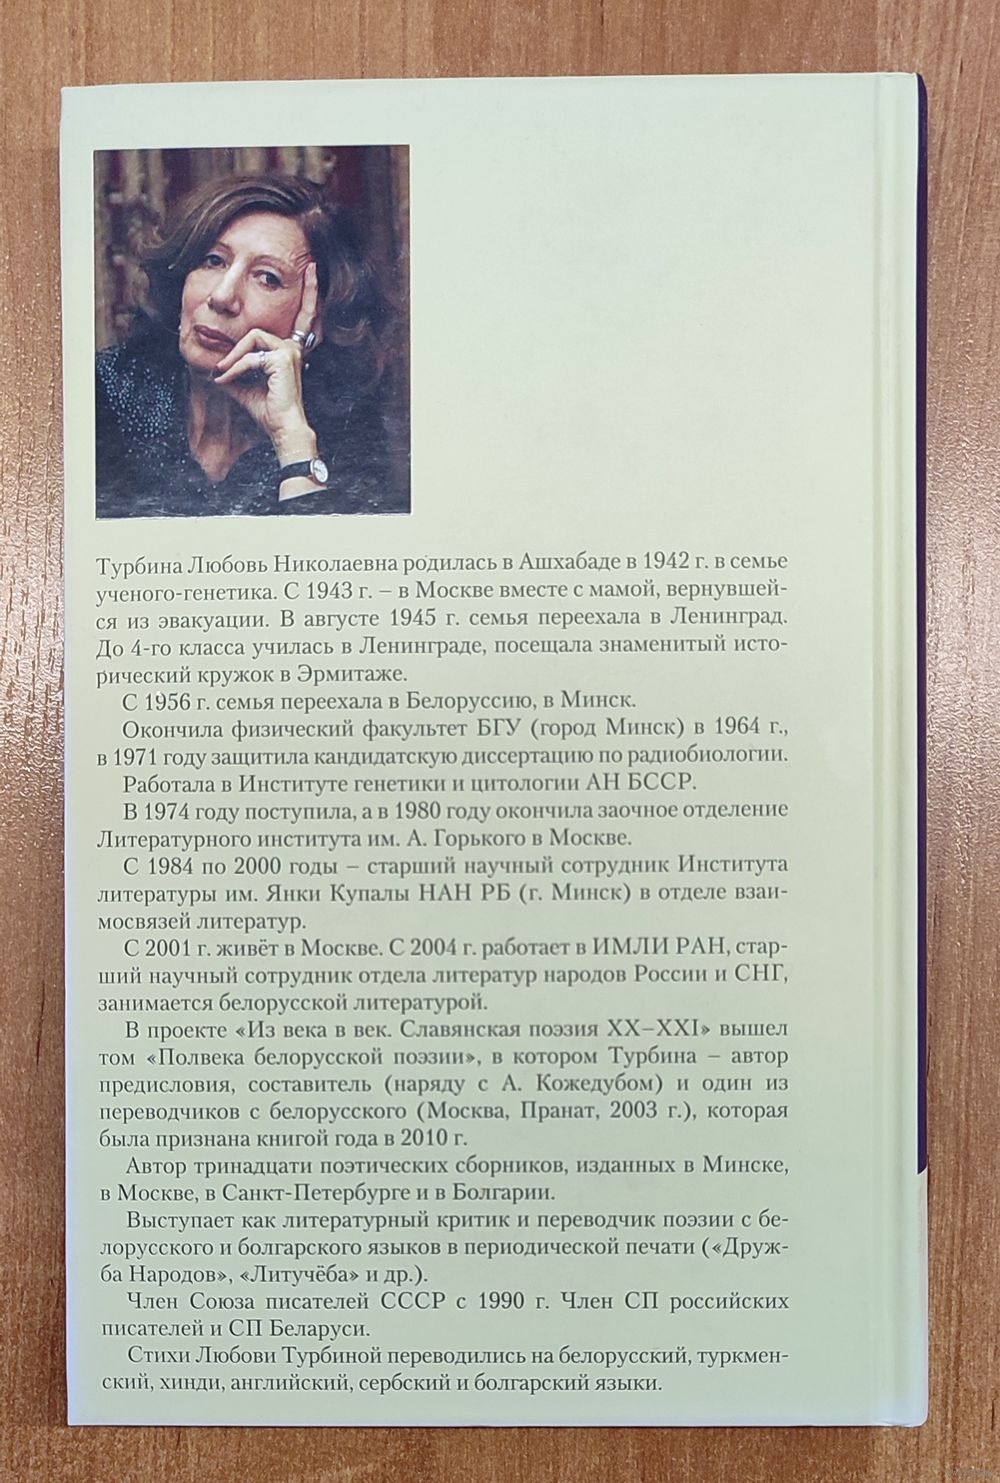 Турбина Любовь Николаевна родилась в Ашхабаде в 1942 г. в семье
ученого-генетика. С 1943 г. – в Москве вместе с мамой, вернувшей-
ся из эвакуации. В августе 1945 г. семья переехала в Ленинград.
До 4-го класса училась в Ленинграде, посещала знаменитый исто-
рический кружок в Эрмитаже.
С 1956 г. семья переехала в Белоруссию, в Минск.
Окончила физический факультет БГУ (город Минск) в 1964 г.,
в 1971 году защитила кандидатскую диссертацию по радиобиологии.
Работала в Институте генетики и цитологии АН БССР.
В 1974 году поступила, а в 1980 году окончила заочное отделение
Литературного института им. А. Горького в Москве.
С 1984 по 2000 годы – старший научный сотрудник Института
литературы им. Янки Купалы НАН РБ (г. Минск) в отделе взаи-
мосвязей литератур.
С 2001 г. живёт в Москве. С 2004 г. работает в ИМЛИ РАН, стар-
ший научный сотрудник отдела литератур народов России и СНГ,
занимается белорусской литературой.
В проекте «Из века в век. Славянская поэзия XX–XXI» вышел
том «Полвека белорусской поэзии», в котором Турбина – автор
предисловия, составитель (наряду с А. Кожедубом) и один из
переводчиков с белорусского (Москва, Пранат, 2003 г.), которая
была признана книгой года в 2010 г.
Автор тринадцати поэтических сборников, изданных в Минске,
в Москве, в Санкт-Петербурге и в Болгарии.
Выступает как литературный критик и переводчик поэзии с бе-
лорусского и болгарского языков в периодической печати («Друж-
ба Народов», «Литучёба» и др.).
Член Союза писателей СССР с 1990 г. Член СП российских
писателей и СП Беларуси.
Стихи Любови Турбиной переводились на белорусский, туркмен-
ский, хинди, английский, сербский и болгарский языки.